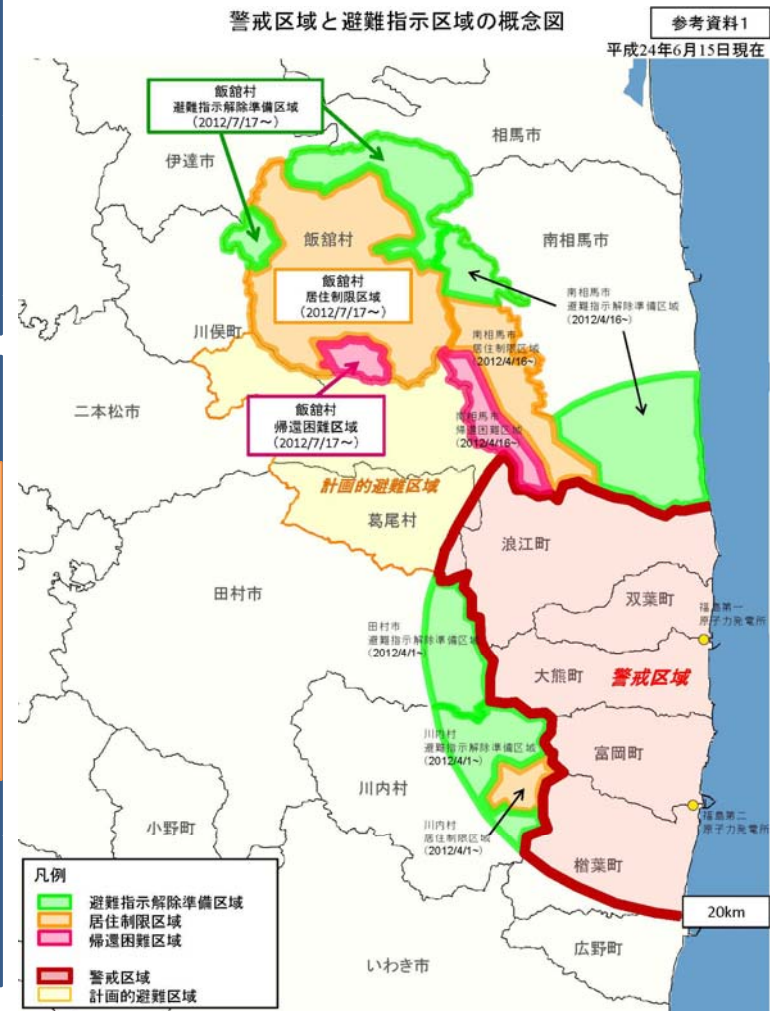 警戒区域と避難指示区域の概念図
参考資料1
平成24年6月15日現在
飯舘村
避難指示解除準備区域
(2012/7/17～)
相馬市
伊達市
飯舘村
南相馬市
飯舘村
居住制限区域
(2012/7/17～)
南相馬市
避難指示解除準備区域
(2012/4/16~)
川俣町
南相馬市
居住制限区域
(2012/4/16~)
二本松市
飯舘村
帰還困難区域
(2012/7/17～)
南相馬市
帰還困難区域
(2012/4/16~)
計画的避難区域
葛尾村
浪江町
田村市
双葉町
福島第一
原子力発電所
田村市
避難指示解除準備区域
(2012/4/1~)
大熊町
警戒区域
川内村
避難指示解除準備区域
(2012/4/1~)
富岡町
川内村
小野町
川内村
居住制限区域
(2012/4/1~)
福島第二
原子力発電所
楢葉町
20km
広野町
いわき市
凡例
避難指示解除準備区域
居住制限区域
帰還困難区域
警戒区域
計画的避難区域